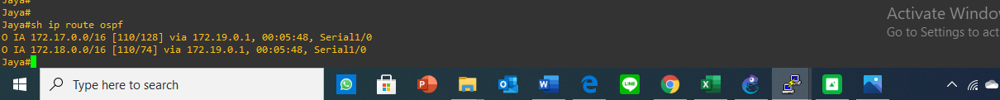 Jaya#
Jaya#
Jaya#sh ip route ospf
O IA 172.17.0.0/16 [110/128] via 172.19.0.1, 00:05:48, Serial1/0
O IA 172.18.0.0/16 [110/74] via 172.19.0.1, 00:05:48, Serial1/0
Jaya#
Activate Windo
Go to Settings to act
Type here to search
LINE